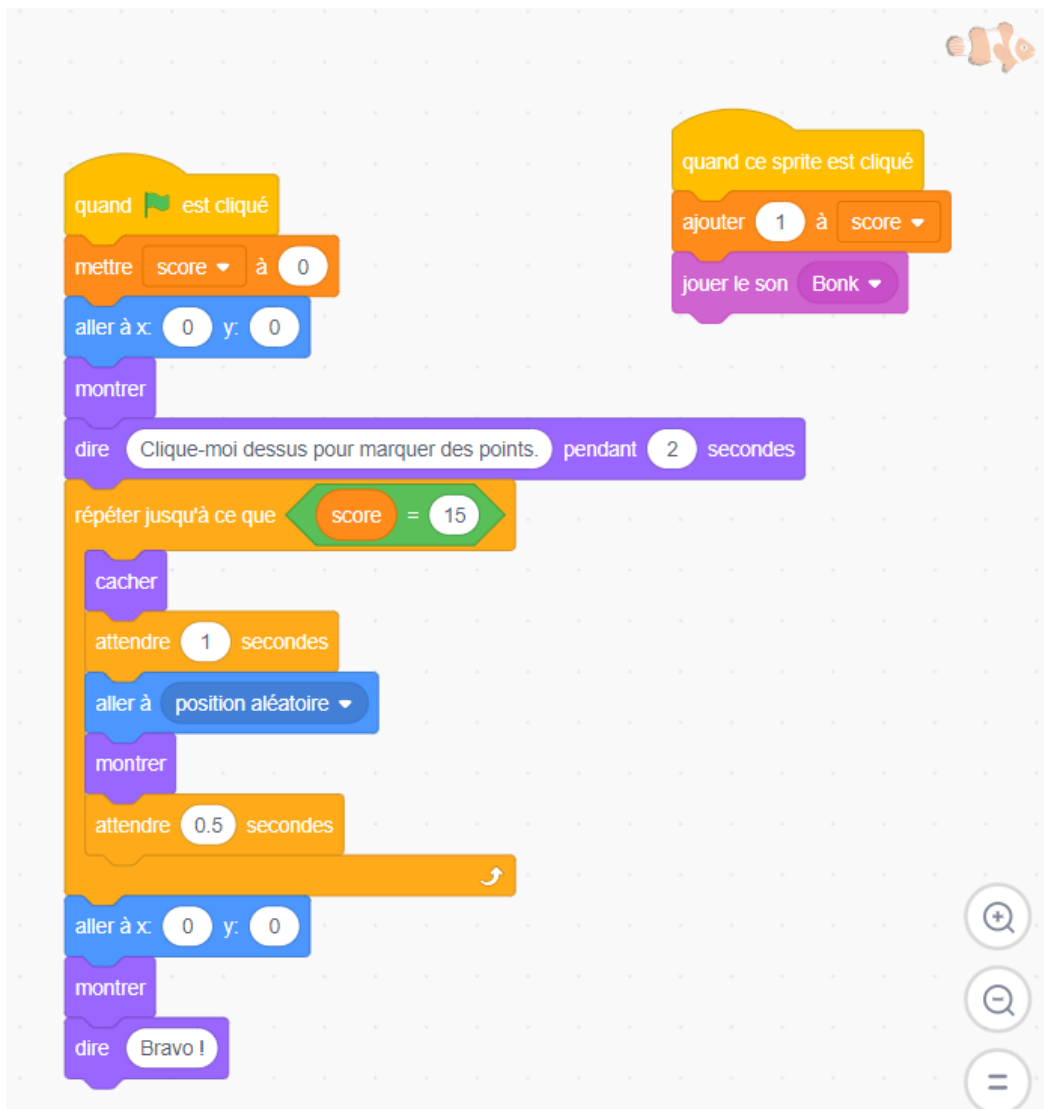 quand est cliqué
mettre score à 0
aller à x: 0 y: 0
montrer
dire Clique-moi dessus pour marquer des points. pendant 2 secondes
répéter jusqu'à ce que score = 15
cacher
attendre 1 secondes
aller à position aléatoire
montrer
attendre 0.5 secondes
aller à x: 0 y: 0
montrer
dire Bravo !
quand ce sprite est cliqué
ajouter 1 à score
jouer le son Bonk